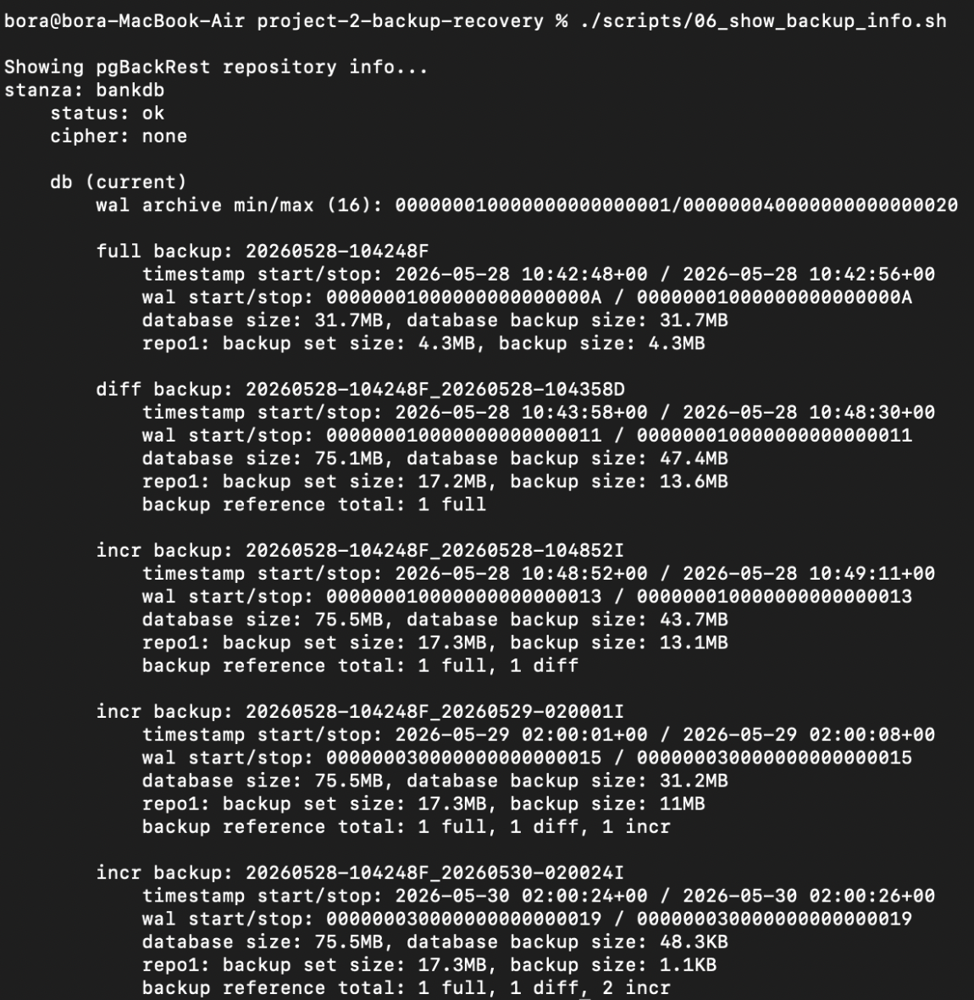 bora@bora-MacBook-Air project-2-backup-recovery % ./scripts/06_show_backup_info.sh
Showing pgBackRest repository info...
stanza: bankdb
status: ok
cipher: none
db (current)
wal archive min/max (16): 000000010000000000000001/000000040000000000000020
full backup: 20260528-104248F
timestamp start/stop: 2026-05-28 10:42:48+00 / 2026-05-28 10:42:56+00
wal start/stop: 00000001000000000000000A / 00000001000000000000000A
database size: 31.7MB, database backup size: 31.7MB
repo1: backup set size: 4.3MB, backup size: 4.3MB
diff backup: 20260528-104248F_20260528-104358D
timestamp start/stop: 2026-05-28 10:43:58+00 / 2026-05-28 10:48:30+00
wal start/stop: 000000010000000000000011 / 000000010000000000000011
database size: 75.1MB, database backup size: 47.4MB
repo1: backup set size: 17.2MB, backup size: 13.6MB
backup reference total: 1 full
incr backup: 20260528-104248F_20260528-104852I
timestamp start/stop: 2026-05-28 10:48:52+00 / 2026-05-28 10:49:11+00
wal start/stop: 000000010000000000000013 / 000000010000000000000013
database size: 75.5MB, database backup size: 43.7MB
repo1: backup set size: 17.3MB, backup size: 13.1MB
backup reference total: 1 full, 1 diff
incr backup: 20260528-104248F_20260529-020001I
timestamp start/stop: 2026-05-29 02:00:01+00 / 2026-05-29 02:00:08+00
wal start/stop: 000000030000000000000015 / 000000030000000000000015
database size: 75.5MB, database backup size: 31.2MB
repo1: backup set size: 17.3MB, backup size: 11MB
backup reference total: 1 full, 1 diff, 1 incr
incr backup: 20260528-104248F_20260530-020024I
timestamp start/stop: 2026-05-30 02:00:24+00 / 2026-05-30 02:00:26+00
wal start/stop: 000000030000000000000019 / 000000030000000000000019
database size: 75.5MB, database backup size: 48.3KB
repo1: backup set size: 17.3MB, backup size: 1.1KB
backup reference total: 1 full, 1 diff, 2 incr